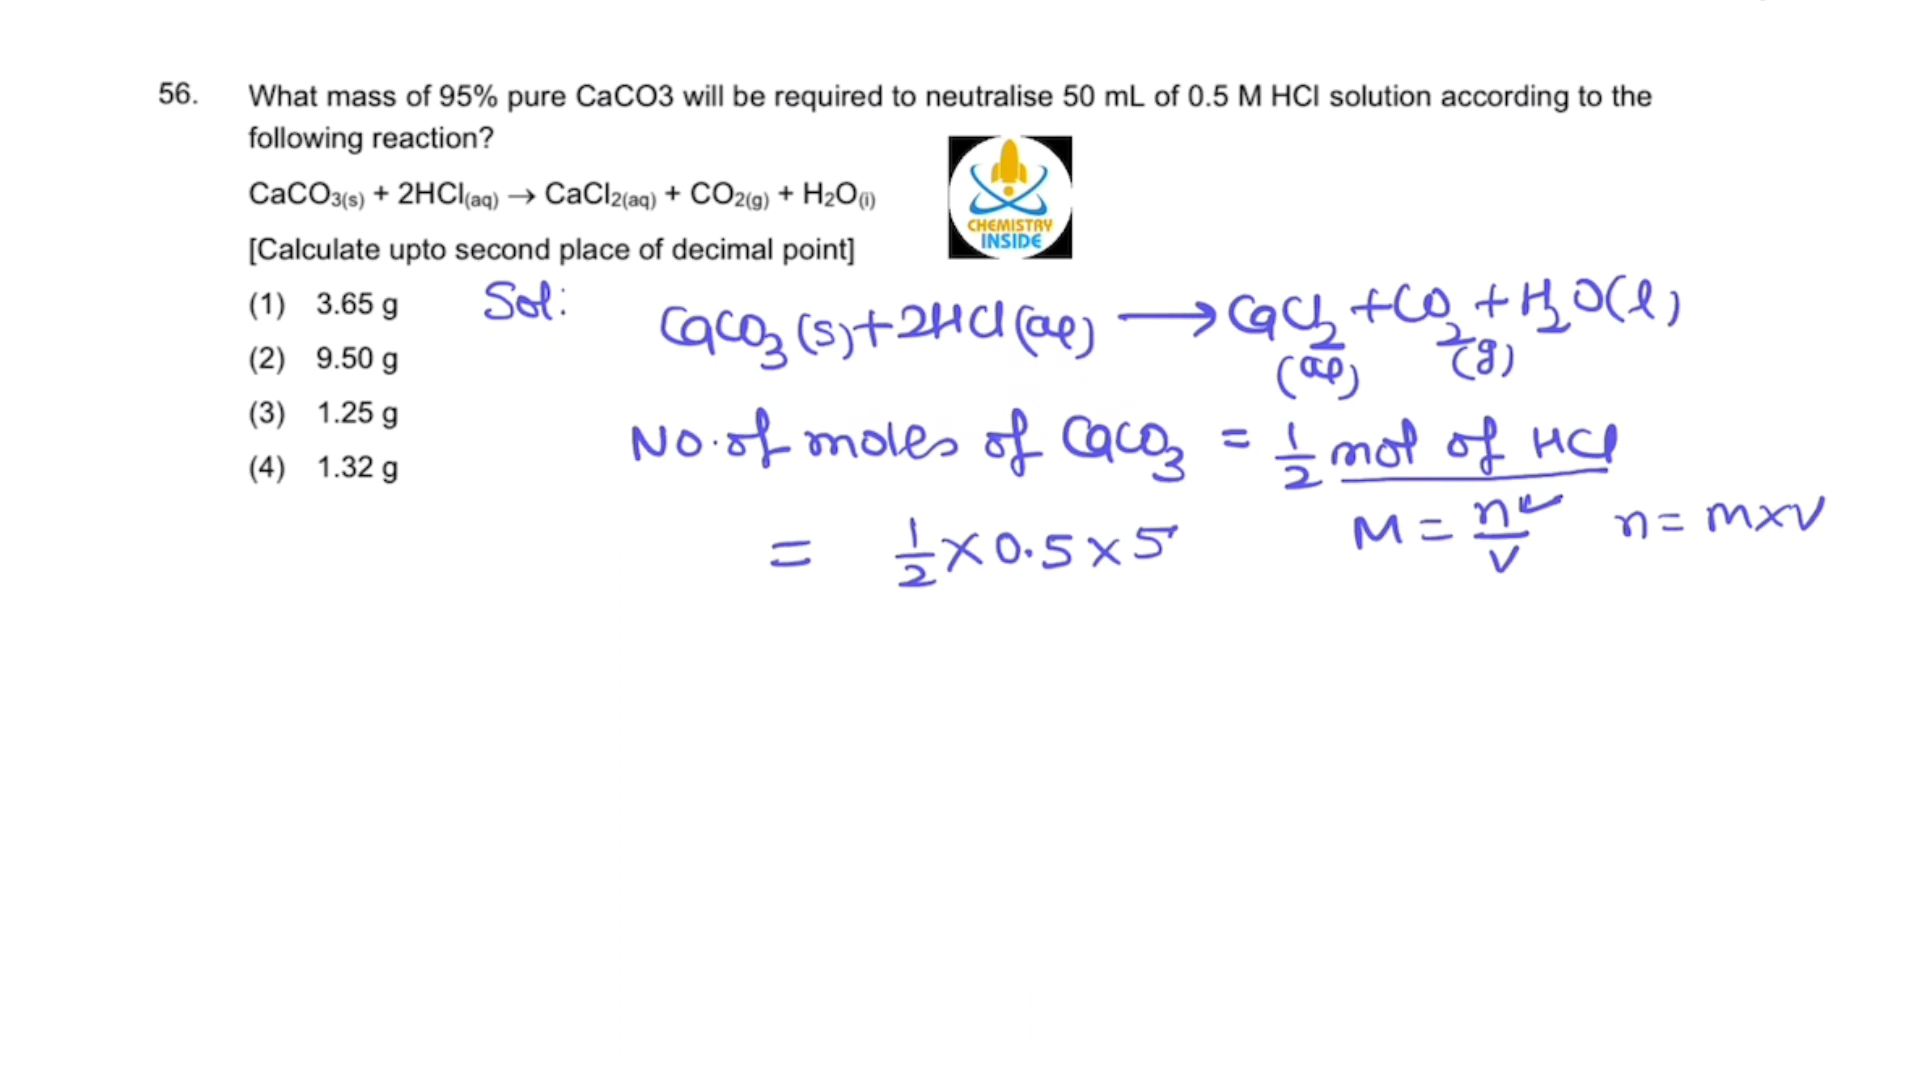 56. What mass of 95% pure CaCO3 will be required to neutralise 50 mL of 0.5 M HCl solution according to the
following reaction?
CaCO₃(s) + 2HCl(aq) → CaCl₂(aq) + CO₂(g) + H₂O(l)
[Calculate upto second place of decimal point]
(1) 3.65 g
(2) 9.50 g
(3) 1.25 g
(4) 1.32 g
CHEMISTRY
INSIDE
Sol:
CaCO₃(s)+2HCl(aq) ⟶ CaCl₂(aq)+CO₂(g)+H₂O(l)
No. of moles of CaCO₃ = 1/2 mol of HCl
M = n/V n = M×V
= 1/2 × 0.5 × 5